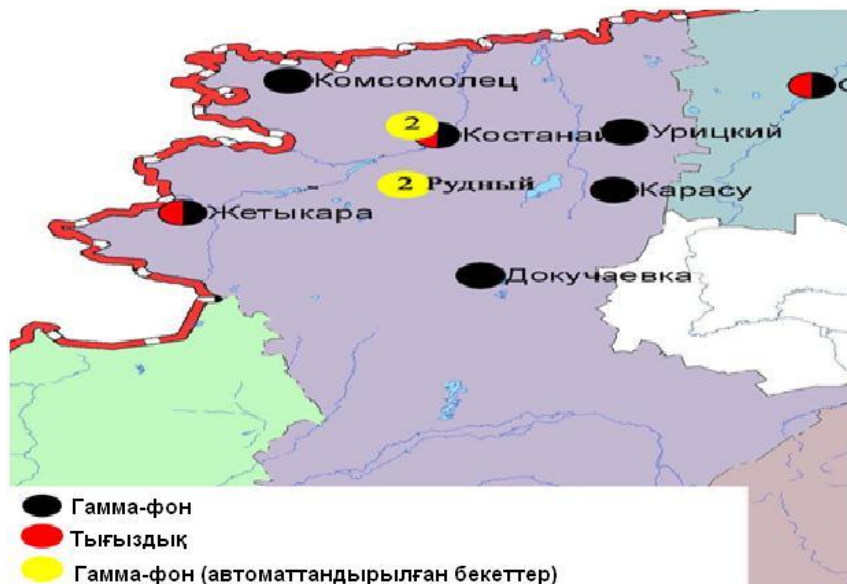 Комсомолец
2
Костанай
Урицкий
2 Рудный
Карасу
Жетыкара
Докучаевка
Гамма-фон
Тығыздық
Гамма-фон (автоматтандырылған бекеттер)